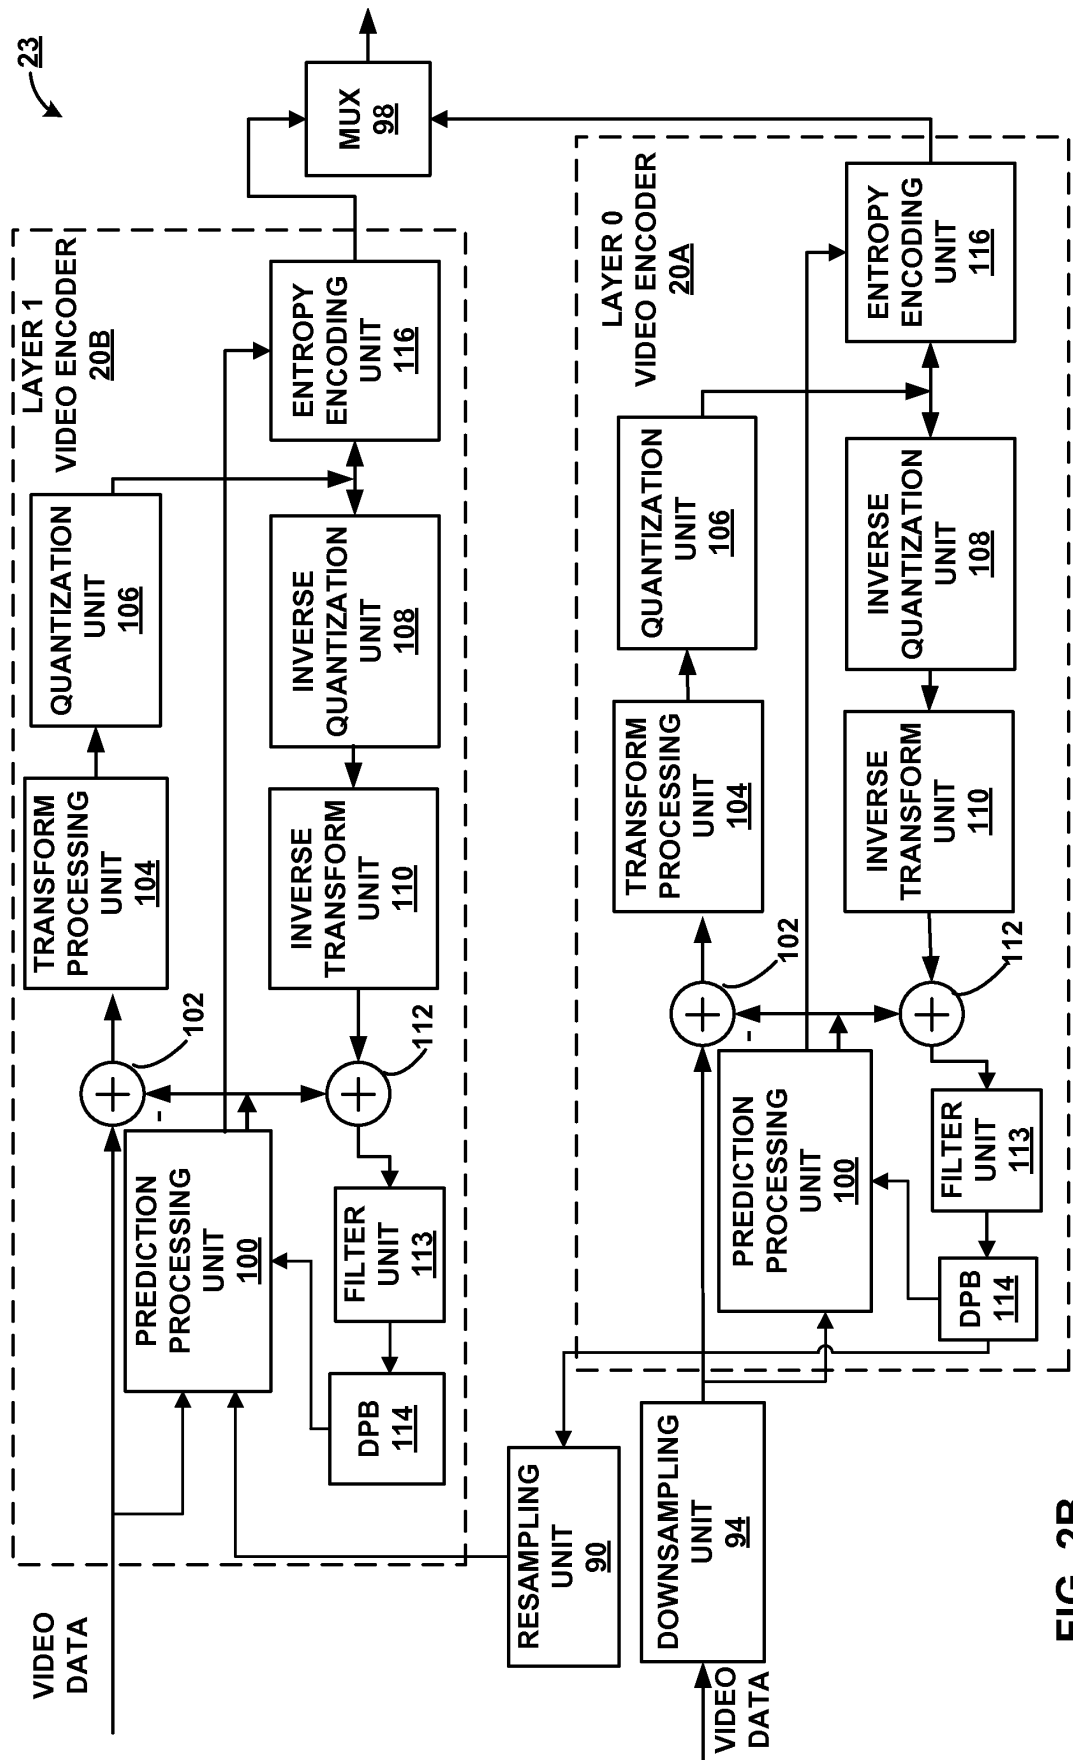 23
LAYER 1
VIDEO ENCODER
20B
VIDEO
DATA
102
-
TRANSFORM
PROCESSING
UNIT
104
QUANTIZATION
UNIT
106
PREDICTION
PROCESSING
UNIT
100
ENTROPY
ENCODING
UNIT
116
INVERSE
QUANTIZATION
UNIT
108
INVERSE
TRANSFORM
UNIT
110
112
FILTER
UNIT
113
DPB
114
MUX
98
RESAMPLING
UNIT
90
LAYER 0
VIDEO ENCODER
20A
DOWNSAMPLING
UNIT
94
VIDEO
DATA
102
-
TRANSFORM
PROCESSING
UNIT
104
QUANTIZATION
UNIT
106
PREDICTION
PROCESSING
UNIT
100
ENTROPY
ENCODING
UNIT
116
INVERSE
QUANTIZATION
UNIT
108
INVERSE
TRANSFORM
UNIT
110
112
FILTER
UNIT
113
DPB
114
FIG. 2B